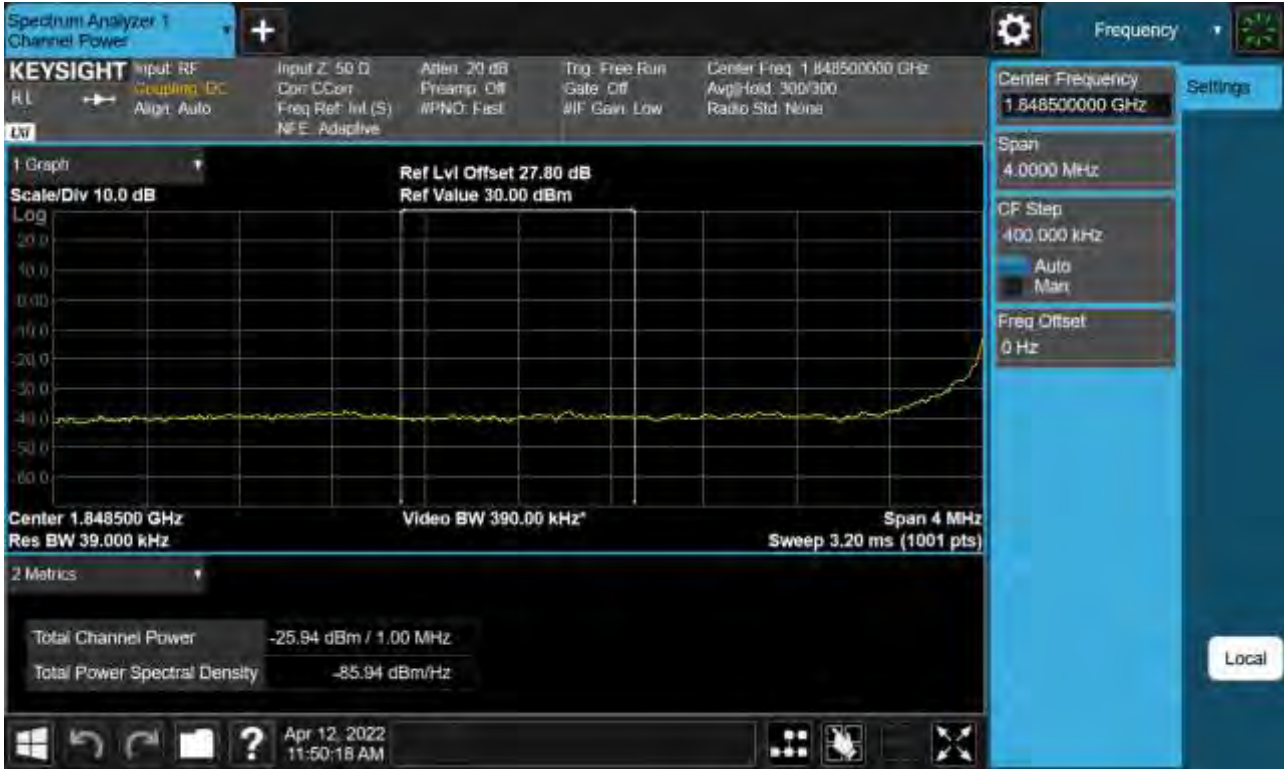 Spectrum Analyzer 1
Channel Power
+
Frequency
KEYSIGHT
RL
LXI
Input: RF
Coupling: DC
Align: Auto
Input Z: 50 Ω
Corr CCorr
Freq Ref: Int (S)
NFE: Adaptive
Atten: 20 dB
Preamp: Off
#PNO: Fast
Trig: Free Run
Gate: Off
#IF Gain: Low
Center Freq: 1.848500000 GHz
Avg|Hold: 300/300
Radio Std: None
Center Frequency
1.848500000 GHz
Settings
Span
4.0000 MHz
CF Step
400.000 kHz
Auto
Man
Freq Offset
0 Hz
1 Graph
Scale/Div 10.0 dB
Ref Lvl Offset 27.80 dB
Ref Value 30.00 dBm
Log
20.0
10.0
0.00
-10.0
-20.0
-30.0
-40.0
-50.0
-60.0
Center 1.848500 GHz
Res BW 39.000 kHz
Video BW 390.00 kHz*
Span 4 MHz
Sweep 3.20 ms (1001 pts)
2 Metrics
Total Channel Power -25.94 dBm / 1.00 MHz
Total Power Spectral Density -85.94 dBm/Hz
Local
?
Apr 12, 2022
11:50:18 AM